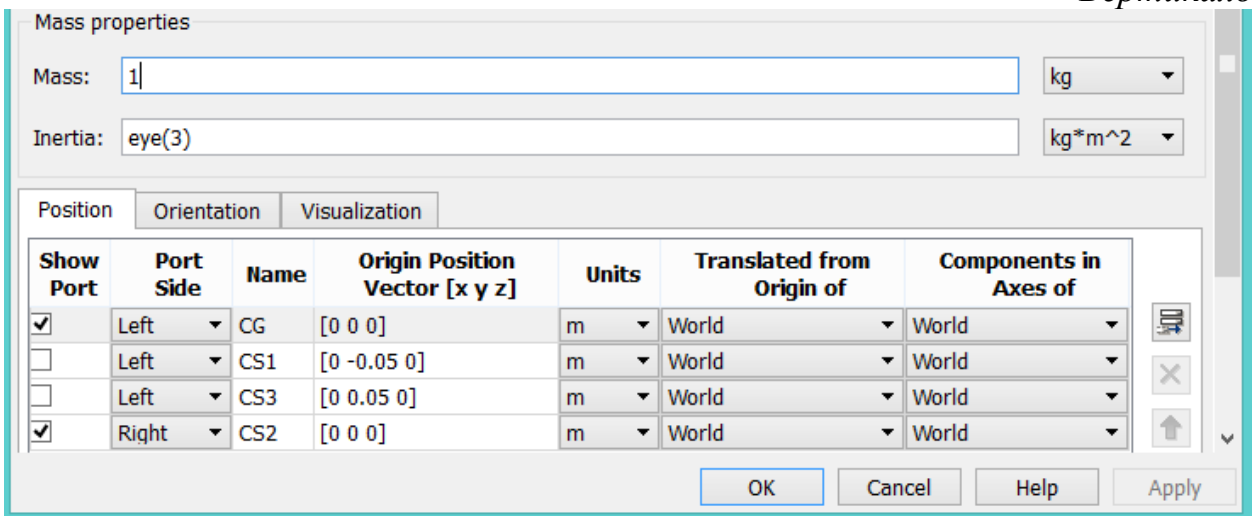 Mass properties
Mass: 1 kg
Inertia: eye(3) kg*m^2
Position Orientation Visualization
Show Port Port Side Name Origin Position Vector [x y z] Units Translated from Origin of Components in Axes of
Left CG [0 0 0] m World World
Left CS1 [0 -0.05 0] m World World
Left CS3 [0 0.05 0] m World World
Right CS2 [0 0 0] m World World
OK Cancel Help Apply